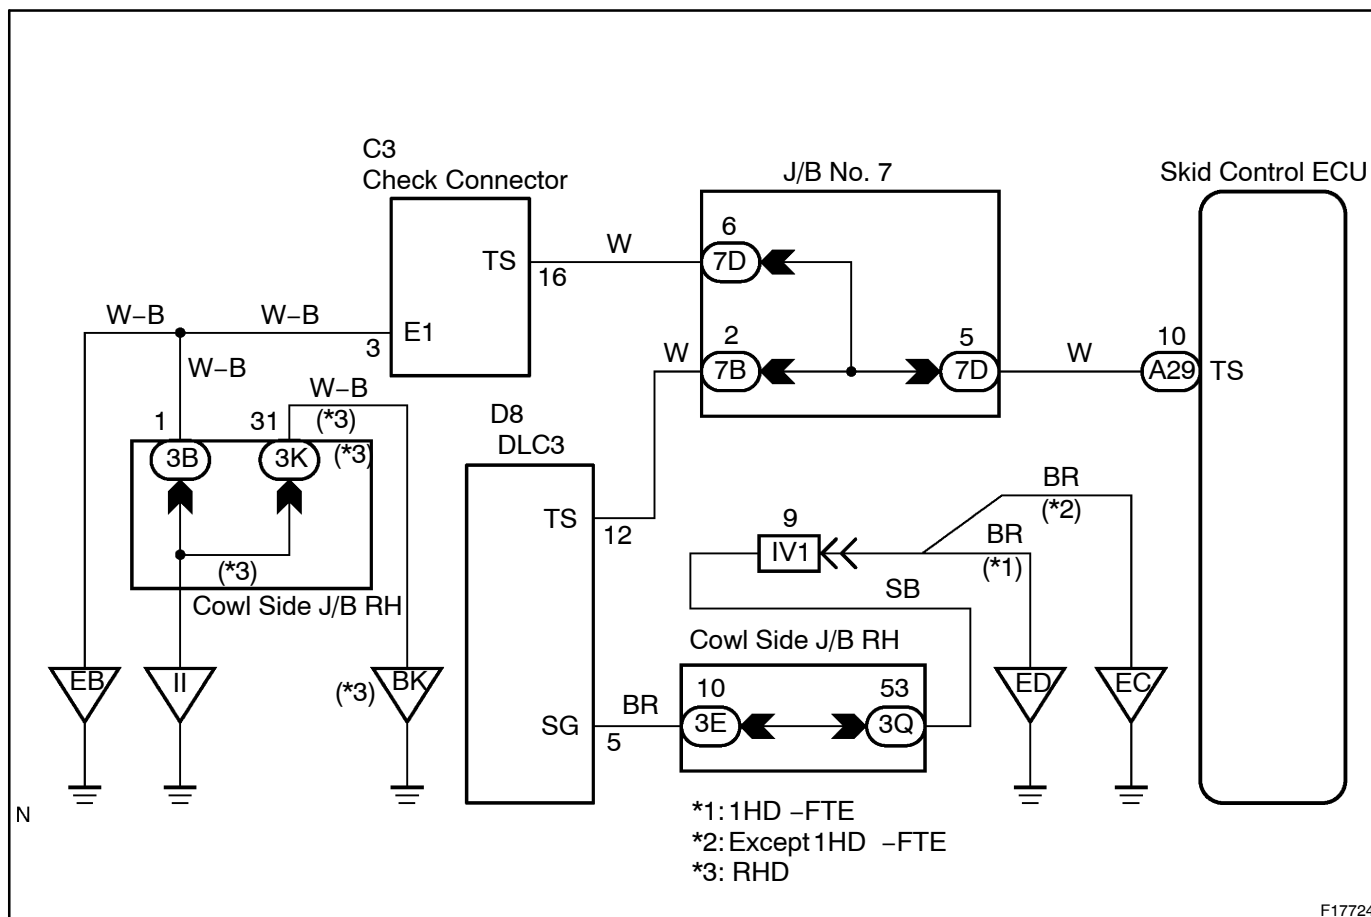 C3
Check Connector
J/B No. 7
Skid Control ECU
TS
16
W
6
7D
W-B
W-B
E1
3
W-B
2
7B
W
5
7D
W
10
A29
TS
W-B
(*3)
1
3B
31
3K
(*3)
(*3)
Cowl Side J/B RH
D8
DLC3
TS
12
9
IV1
BR
(*2)
BR
(*1)
SB
Cowl Side J/B RH
EB
II
(*3)
BK
SG
5
BR
10
3E
53
3Q
ED
EC
N
*1: 1HD -FTE
*2: Except 1HD -FTE
*3: RHD
F17724